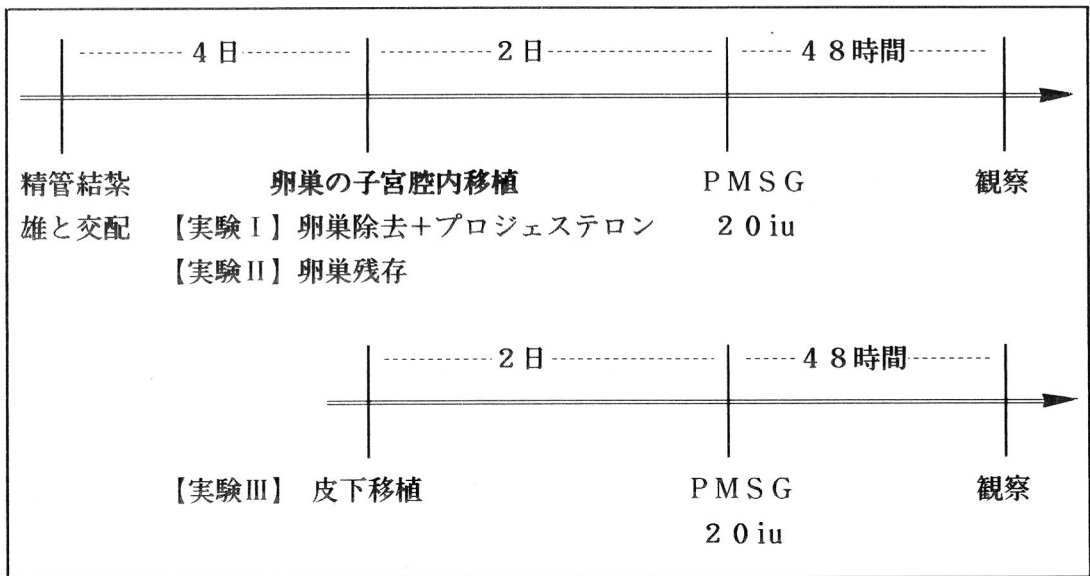 4日 2日 48時間
精管結紮 卵巣の子宮腔内移植 PMSG 観察
雄と交配 【実験I】卵巣除去+プロジェステロン 20iu
【実験II】卵巣残存
2日 48時間
【実験III】 皮下移植 PMSG 観察
20iu